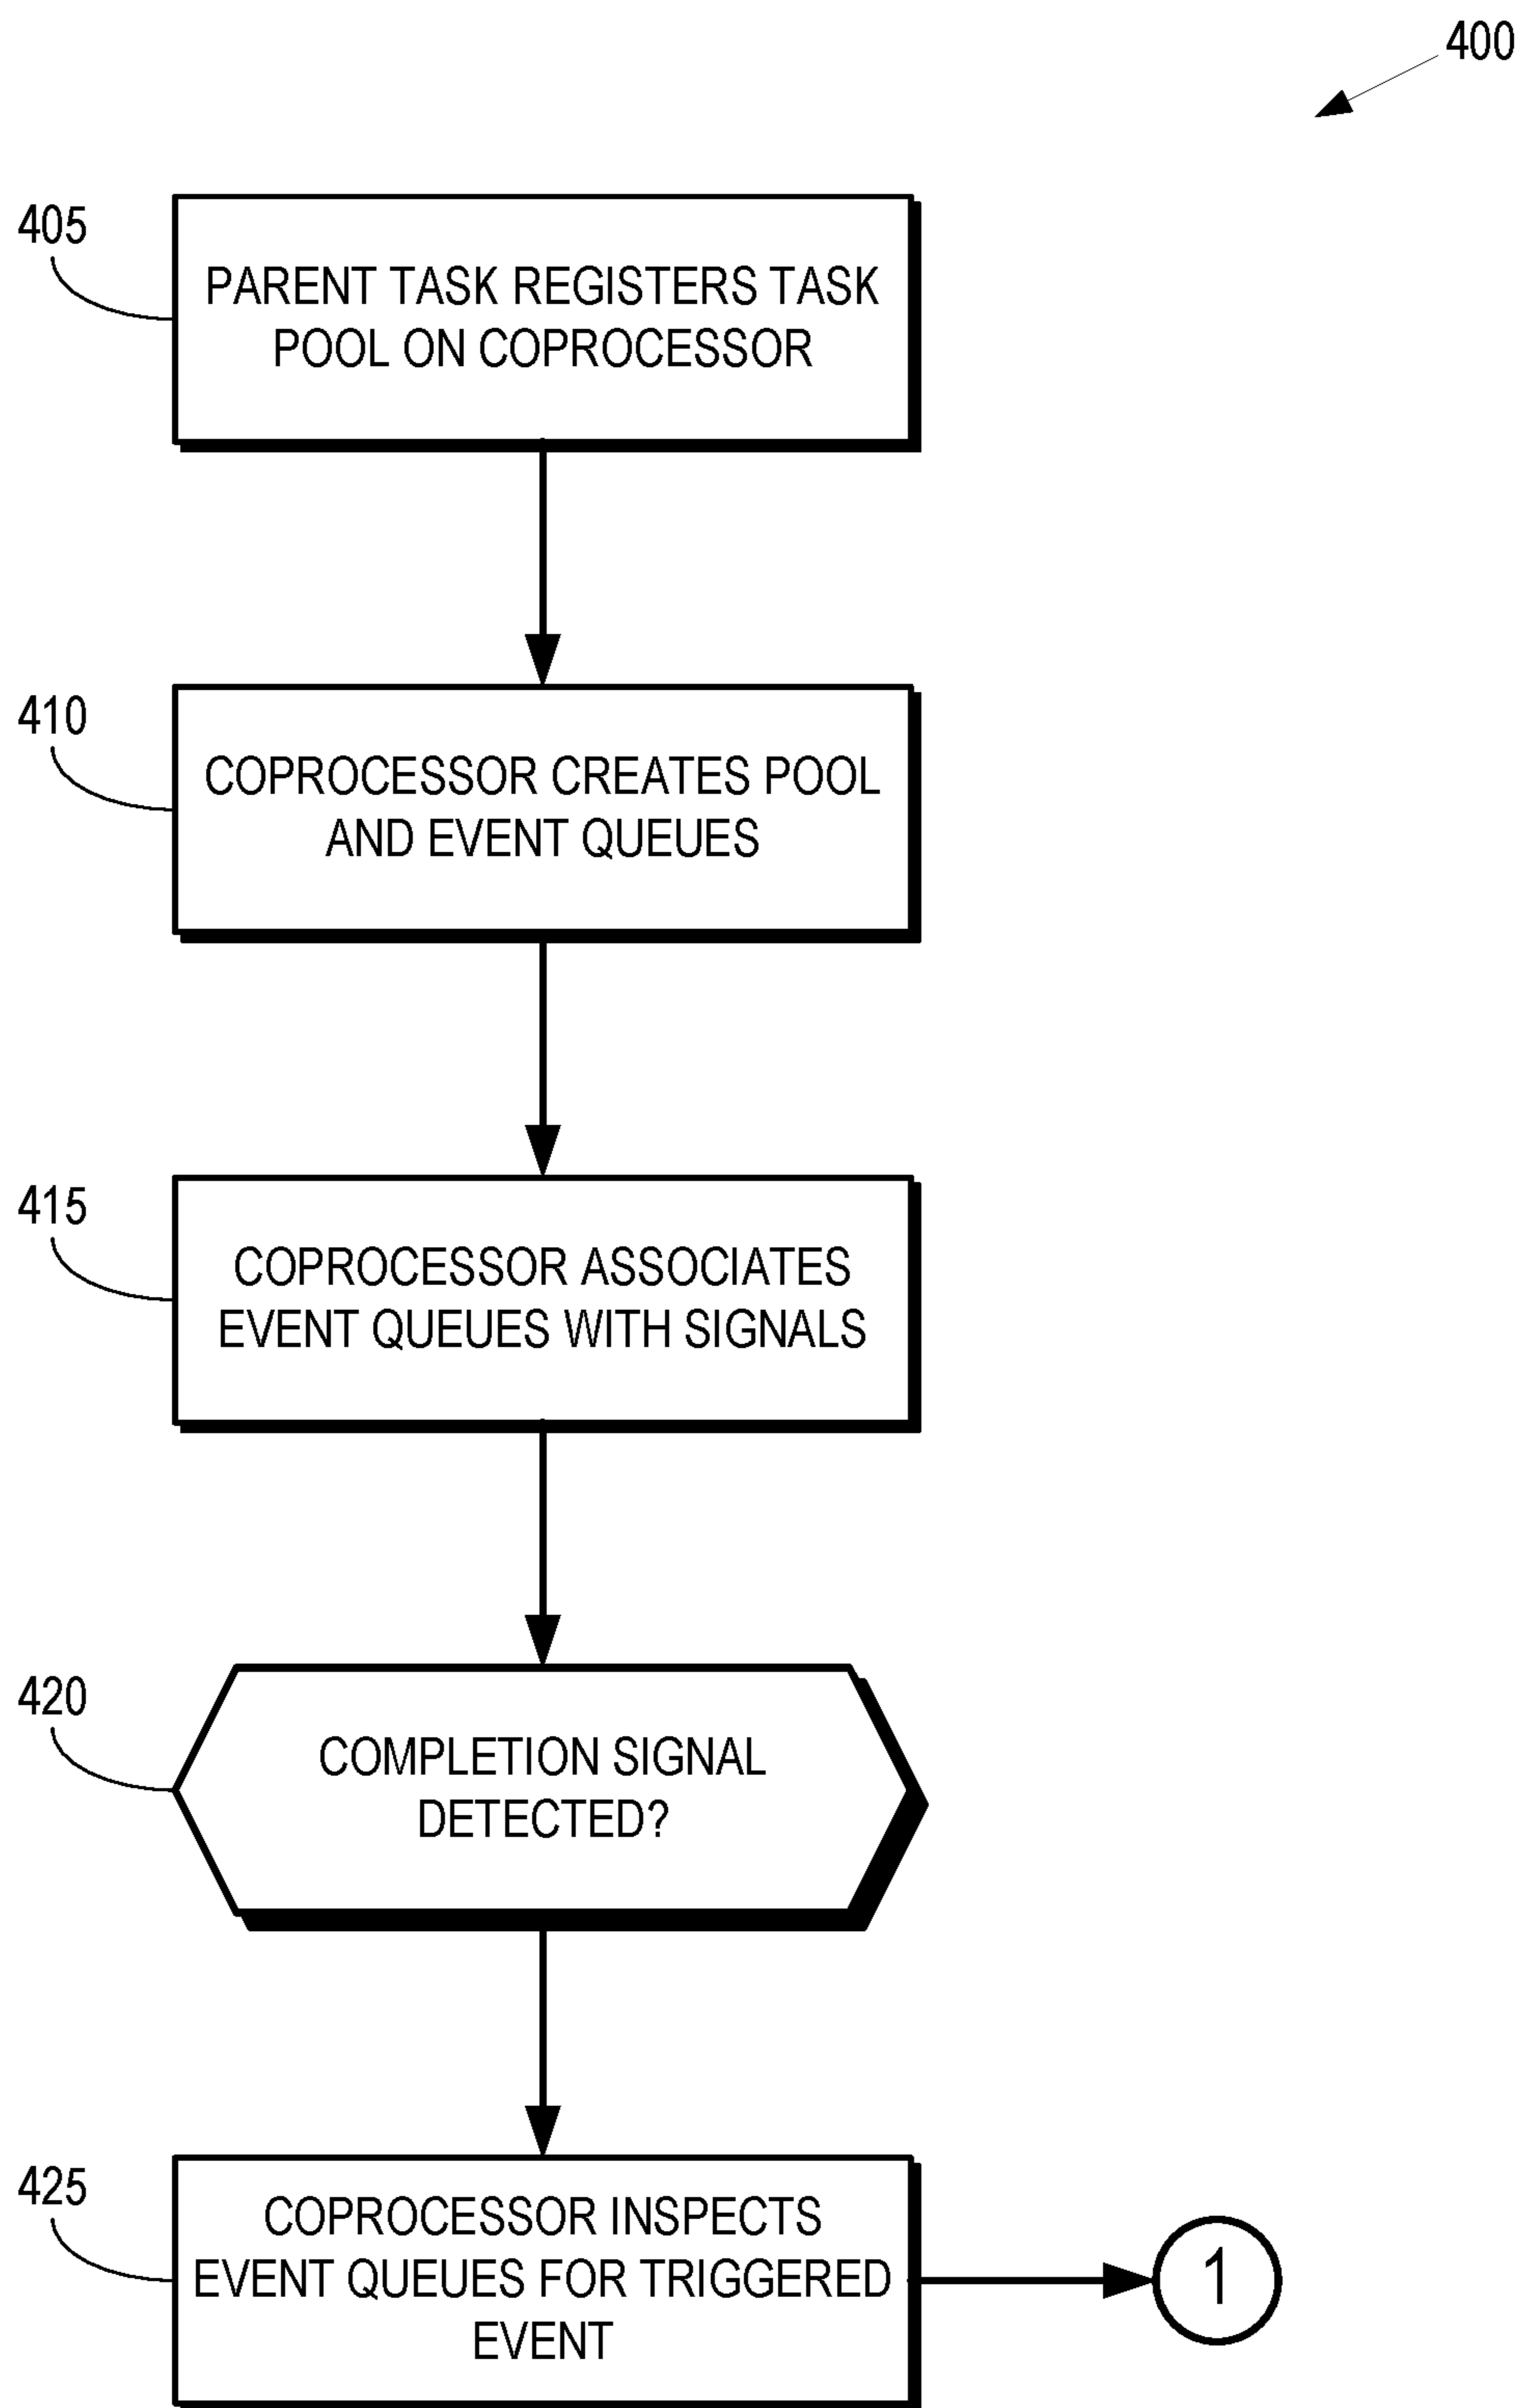 400
405
PARENT TASK REGISTERS TASK
POOL ON COPROCESSOR
410
COPROCESSOR CREATES POOL
AND EVENT QUEUES
415
COPROCESSOR ASSOCIATES
EVENT QUEUES WITH SIGNALS
420
COMPLETION SIGNAL
DETECTED?
425
COPROCESSOR INSPECTS
EVENT QUEUES FOR TRIGGERED
EVENT
1